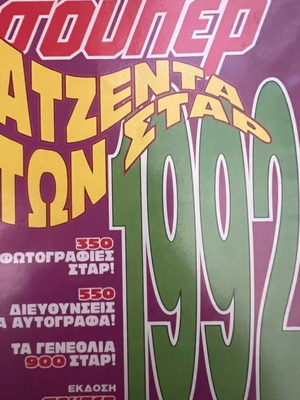 σουπερ
ΑΤΖΕΝΤΑ
ΤΩΝ ΣΤΑΡ
1992
350
ΦΩΤΟΓΡΑΦΙΕΣ
ΣΤΑΡ!
550
ΔΙΕΥΘΥΝΣΕΙΣ
ΑΥΤΟΓΡΑΦΑ!
ΤΑ ΓΕΝΕΘΛΙΑ
900 ΣΤΑΡ!
ΕΚΔΟΣΗ